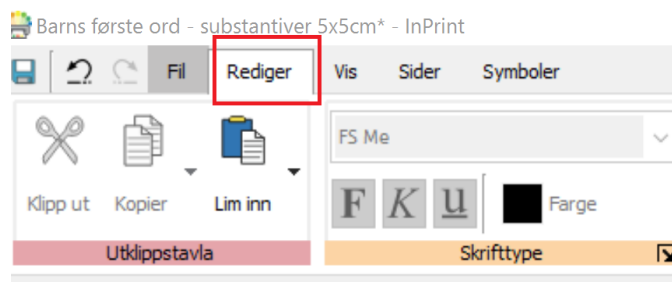 Barns første ord - substantiver 5x5cm* - InPrint
Fil Rediger Vis Sider Symboler
FS Me
Klipp ut Kopier Lim inn F K u Farge
Utklippstavla Skrifttype